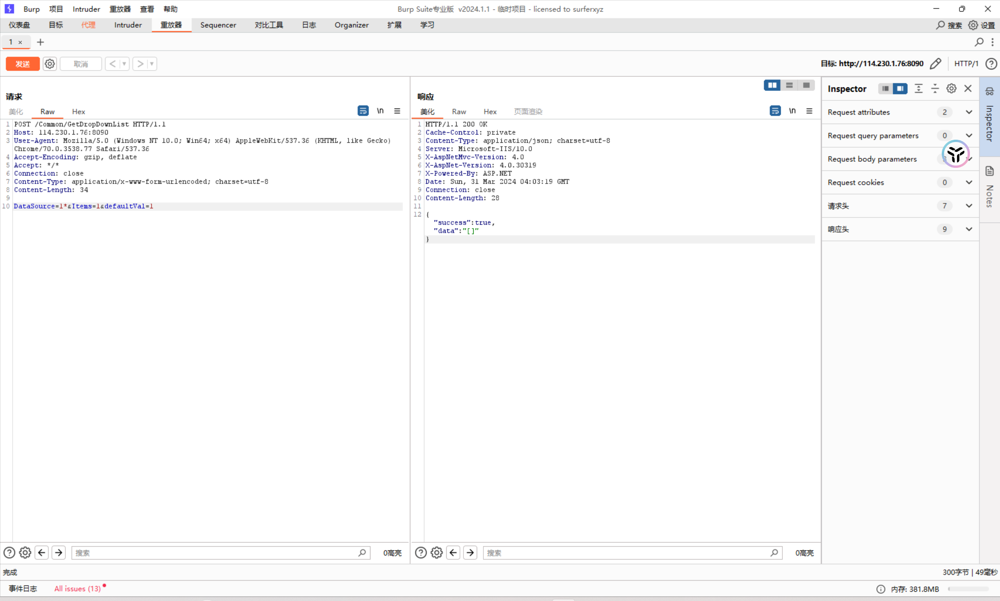 Burp 项目 Intruder 重放器 查看 帮助 Burp Suite专业版 v2024.1.1 - 临时项目 - licensed to surferxyz
仪表盘 目标 代理 Intruder 重放器 Sequencer 对比工具 日志 Organizer 扩展 学习 搜索 设置
1 × +
发送 取消 < > 目标: http://114.230.1.76:8090 HTTP/1
请求
美化 Raw Hex \n
1 POST /Common/GetDropDownList HTTP/1.1
2 Host: 114.230.1.76:8090
3 User-Agent: Mozilla/5.0 (Windows NT 10.0; Win64; x64) AppleWebKit/537.36 (KHTML, like Gecko)
Chrome/70.0.3538.77 Safari/537.36
4 Accept-Encoding: gzip, deflate
5 Accept: */*
6 Connection: close
7 Content-Type: application/x-www-form-urlencoded; charset=utf-8
8 Content-Length: 34
9
10 DataSource=1*&Items=1&defaultVal=1
搜索 0高亮
响应
美化 Raw Hex 页面渲染 \n
1 HTTP/1.1 200 OK
2 Cache-Control: private
3 Content-Type: application/json; charset=utf-8
4 Server: Microsoft-IIS/10.0
5 X-AspNetMvc-Version: 4.0
6 X-AspNet-Version: 4.0.30319
7 X-Powered-By: ASP.NET
8 Date: Sun, 31 Mar 2024 04:03:19 GMT
9 Connection: close
10 Content-Length: 28
11
12 {
"success":true,
"data":"[]"
}
搜索 0高亮
Inspector
Request attributes 2
Request query parameters 0
Request body parameters
Request cookies 0
请求头 7
响应头 9
Inspector
Notes
完成 300字节 | 49毫秒
事件日志 All issues (13) 内存: 381.8MB